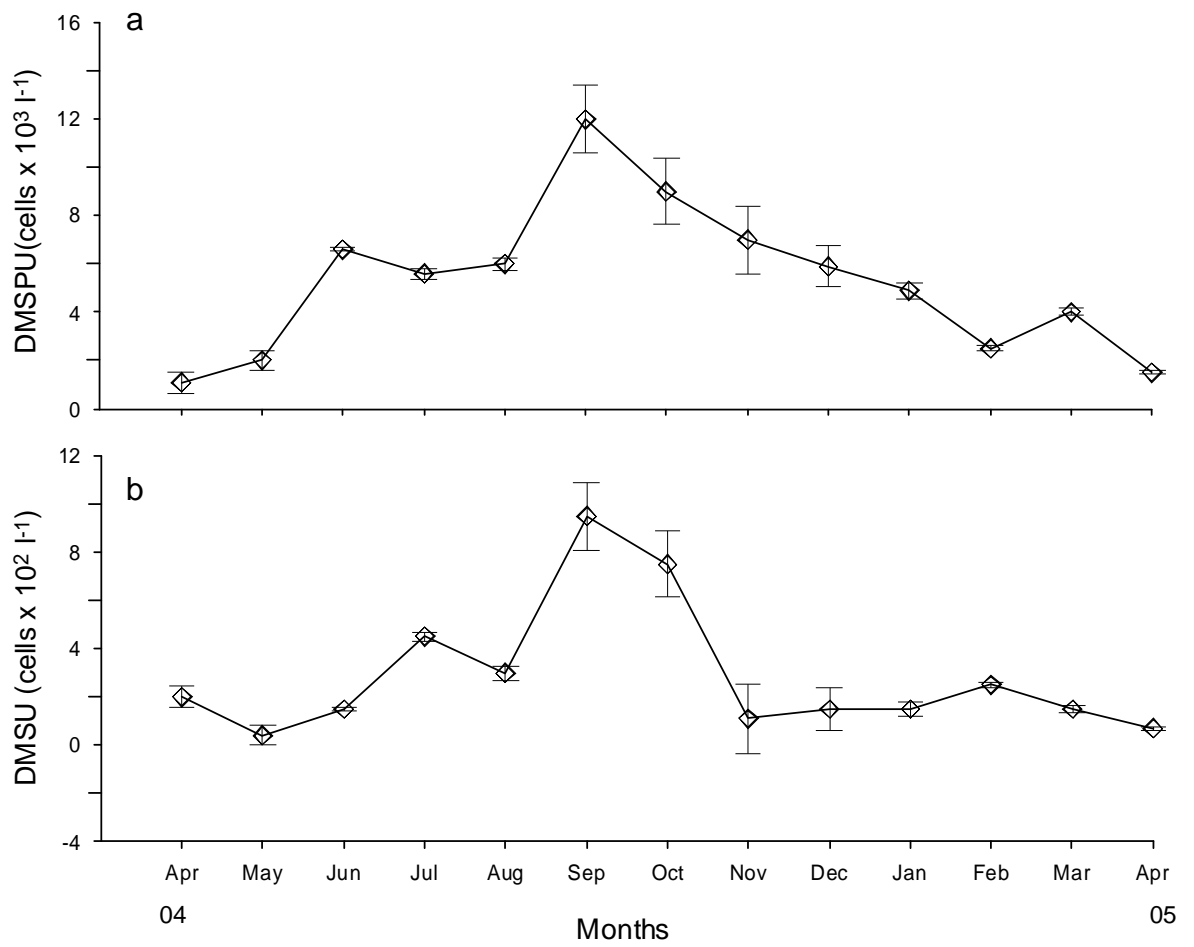 a
16
12
8
4
0
DMSPU(cells x 10³ l-¹)
b
12
8
4
0
-4
DMSU (cells x 10² l-¹)
Apr May Jun Jul Aug Sep Oct Nov Dec Jan Feb Mar Apr
04 05
Months